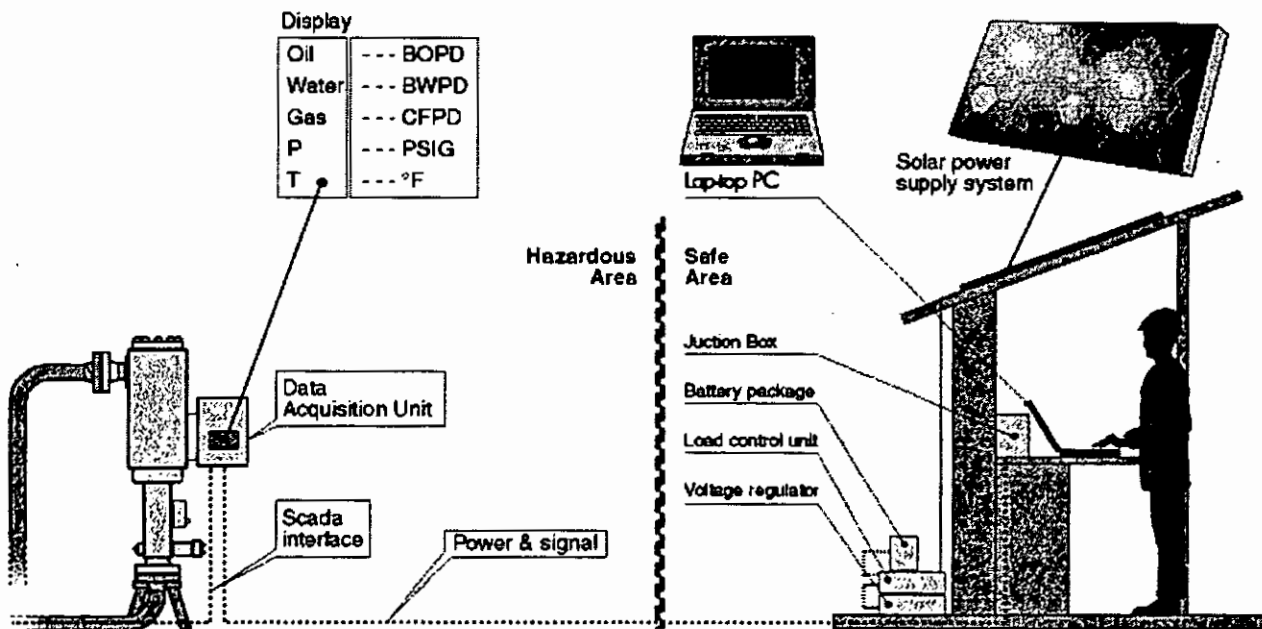 Display
Oil --- BOPD
Water --- BWPD
Gas --- CFPD
P --- PSIG
T --- °F
Lap-top PC
Solar power
supply system
Hazardous
Area
Safe
Area
Juction Box
Battery package
Load control unit
Voltage regulator
Data
Acquisition Unit
Scada
interface
Power & signal